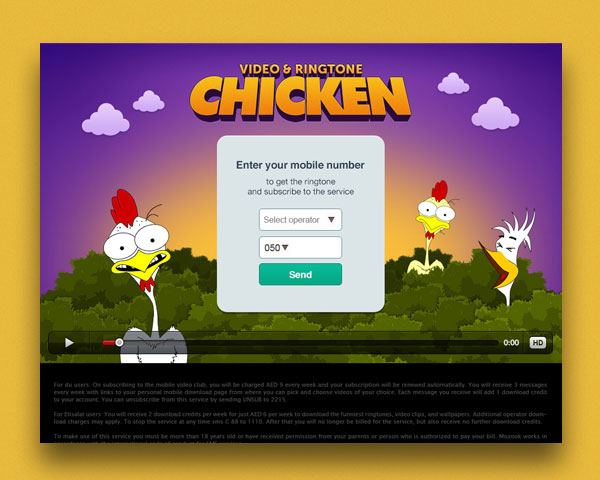 VIDEO & RINGTONE
CHICKEN
Enter your mobile number
to get the ringtone
and subscribe to the service
Select operator
050
Send
0:00 HD
For du users: On subscribing to the mobile video club, you will be charged AED 9 every week and your subscription will be renewed automatically. You will receive 3 messages
every week with links to your personal mobile download page from where you can pick and choose videos of your choice. Each message you receive will add 1 download credit
to your account. You can unsubscribe from this service by sending UNSUB to 2215.
For Etisalat users: You will receive 2 download credits per week for just AED 6 per week to download the funniest ringtones, video clips, and wallpapers. Additional operator down-
load charges may apply. To stop the service at any time sms C 88 to 1110. After that you will no longer be billed for the service, but also receive no further download credits.
To make use of this service you must be more than 18 years old or have received permission from your parents or person who is authorized to pay your bill. works in